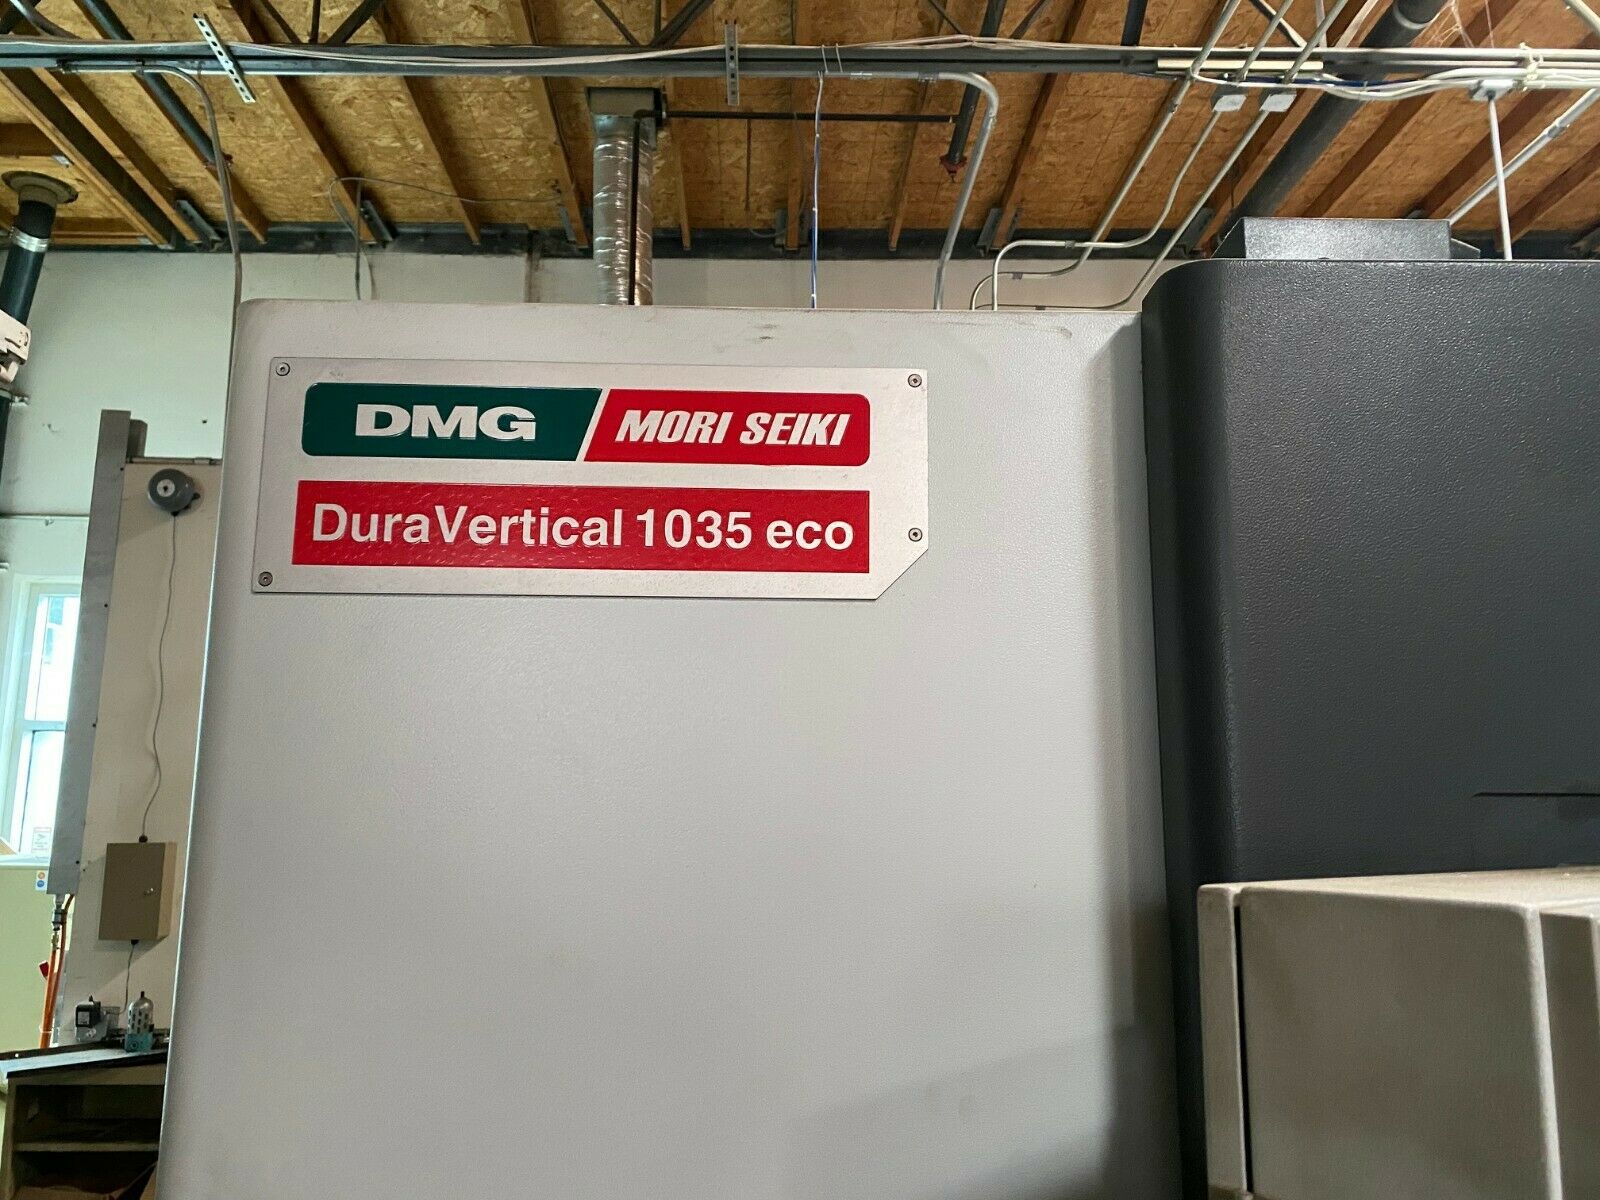 DMG MORI SEIKI
DuraVertical 1035 eco